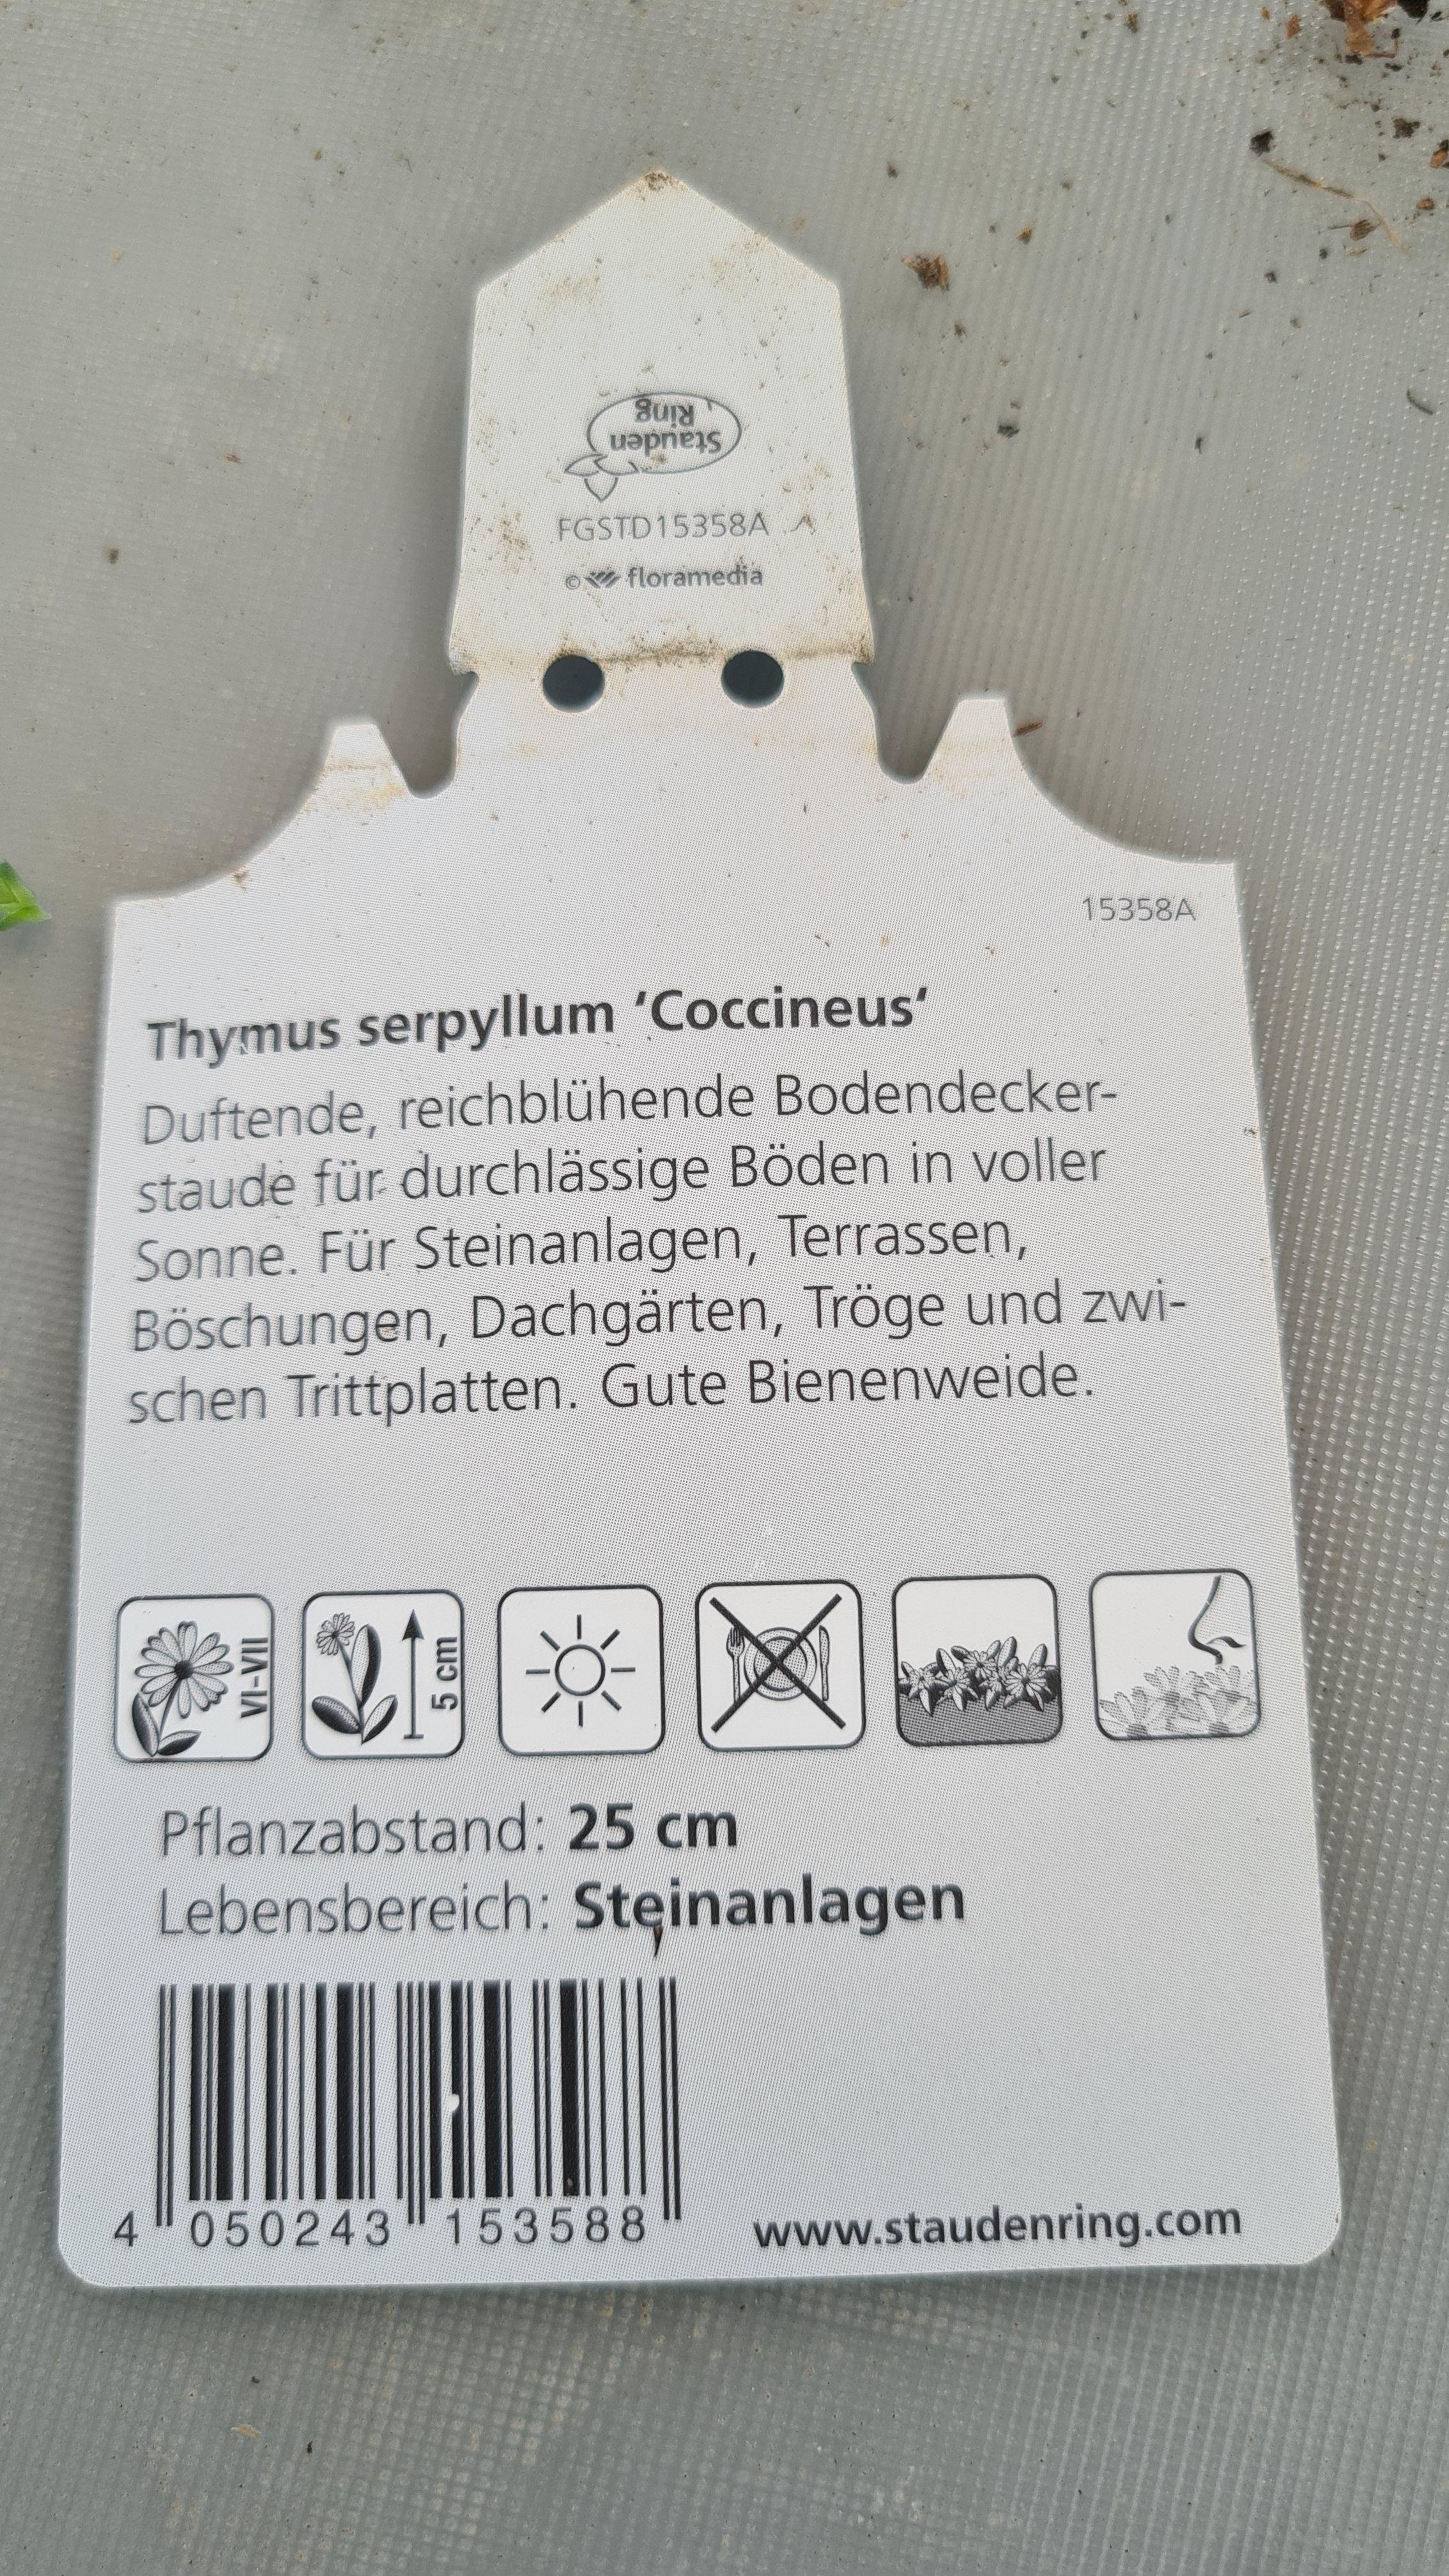 Stauden
Ring
FGSTD15358A
© floramedia
15358A
Thymus serpyllum ‘Coccineus‘
Duftende, reichblühende Bodendecker-
staude für durchlässige Böden in voller
Sonne. Für Steinanlagen, Terrassen,
Böschungen, Dachgärten, Tröge und zwi-
schen Trittplatten. Gute Bienenweide.
VI-VII
5 cm
Pflanzabstand: 25 cm
Lebensbereich: Steinanlagen
4 050243 153588
www.staudenring.com